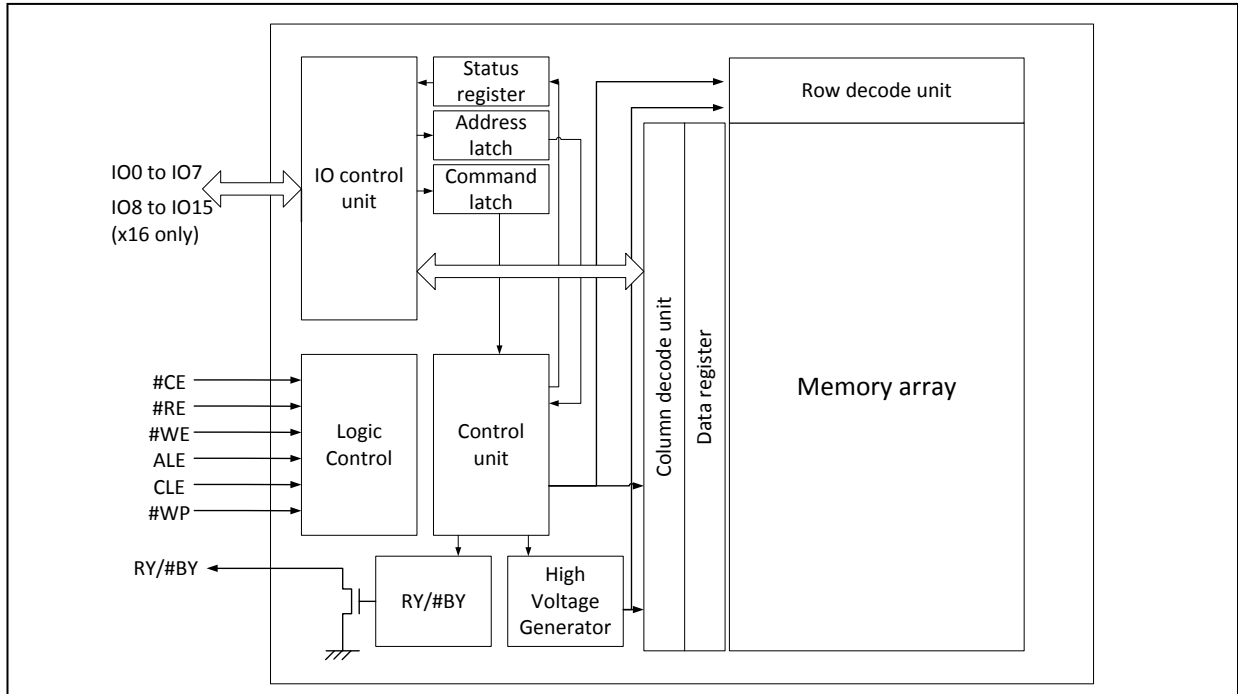 Status
register
Address
latch
Command
latch
Row decode unit
IO0 to IO7
IO8 to IO15
(x16 only)
IO control
unit
#CE
#RE
#WE
ALE
CLE
#WP
Logic
Control
Control
unit
Column decode unit
Data register
Memory array
RY/#BY
RY/#BY
High
Voltage
Generator